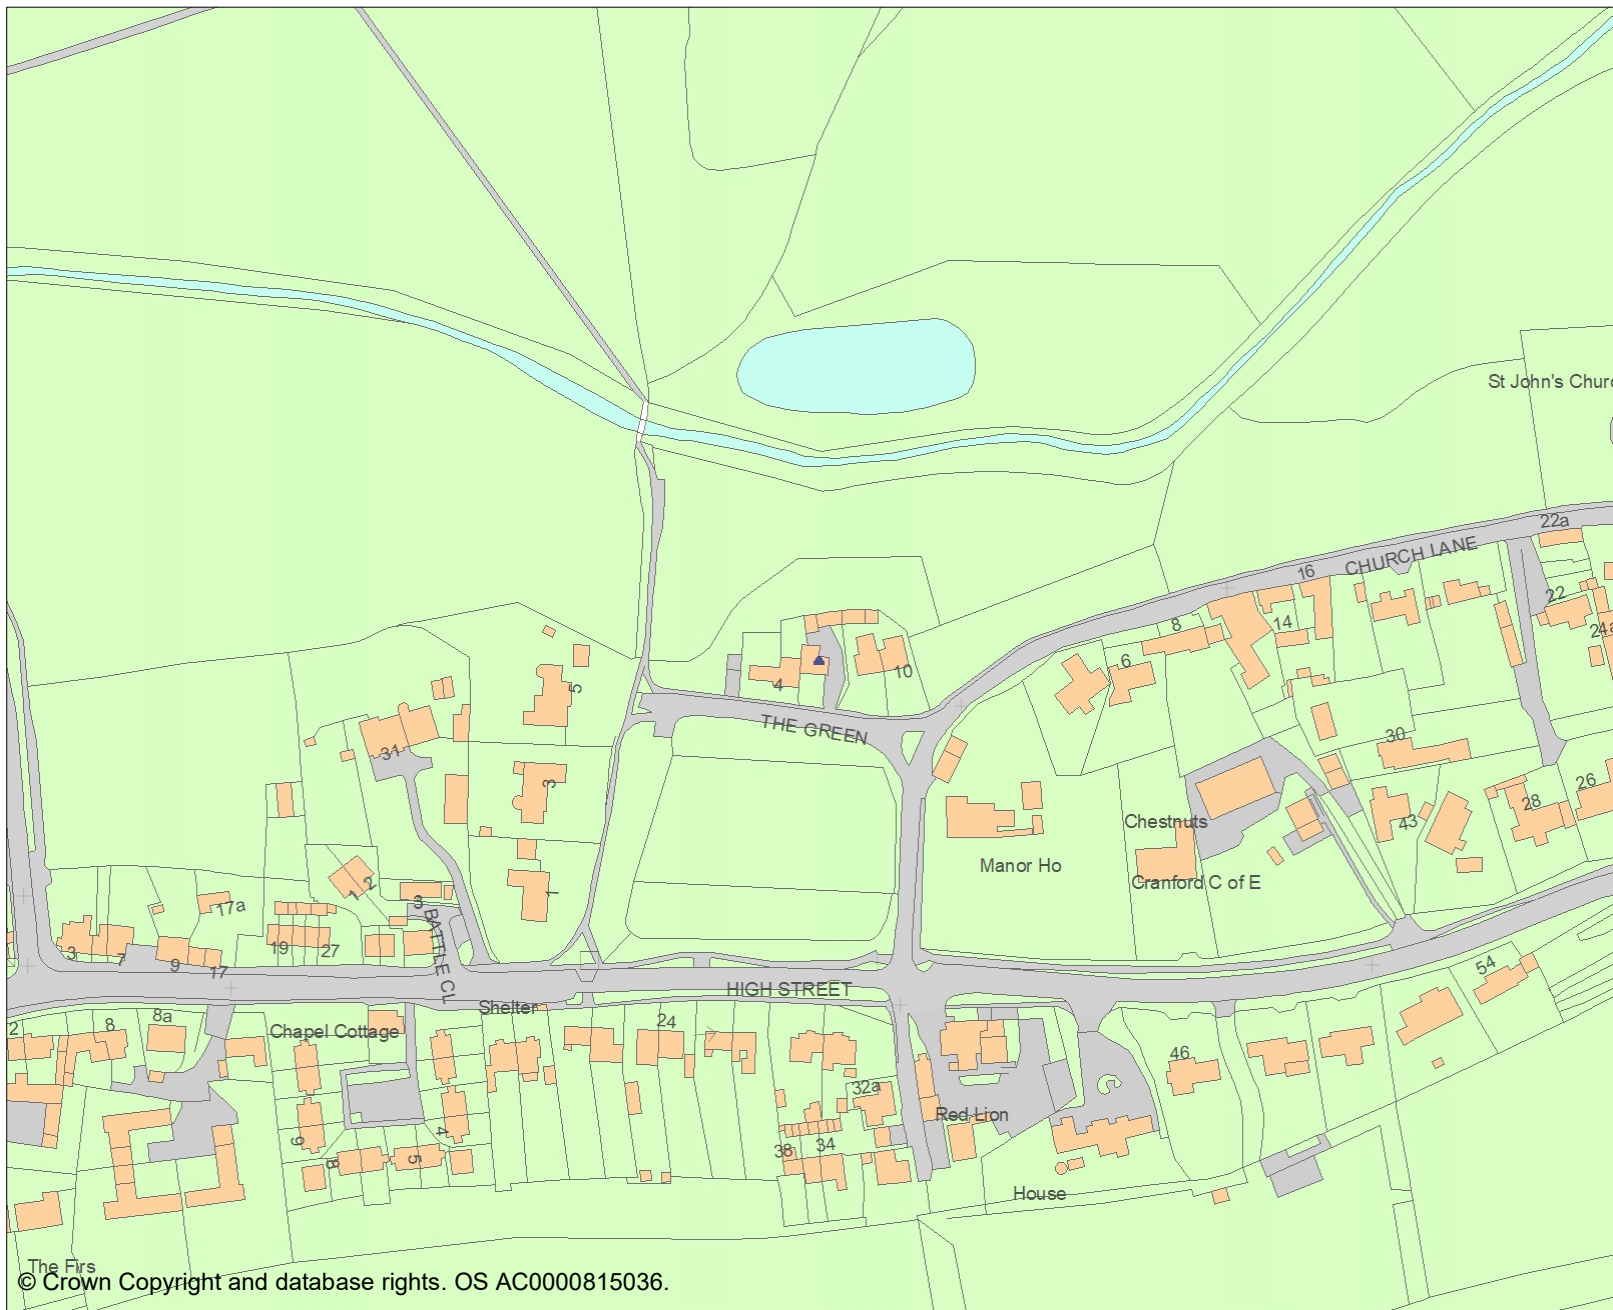 St John's Churc
22a
CHURCH LANE
16
22
8
14
24a
6
5
4
10
THE GREEN
31
30
3
26
28
Chestnuts
43
Manor Ho
Cranford C of E
1 2
1
3
17a
BATTLE CL
19
27
3
7
9
17
54
HIGH STREET
Shelter
2
8
8a
Chapel Cottage
24
46
32a
Red Lion
4
9
34
38
8
5
House
The Firs
© Crown Copyright and database rights. OS AC0000815036.